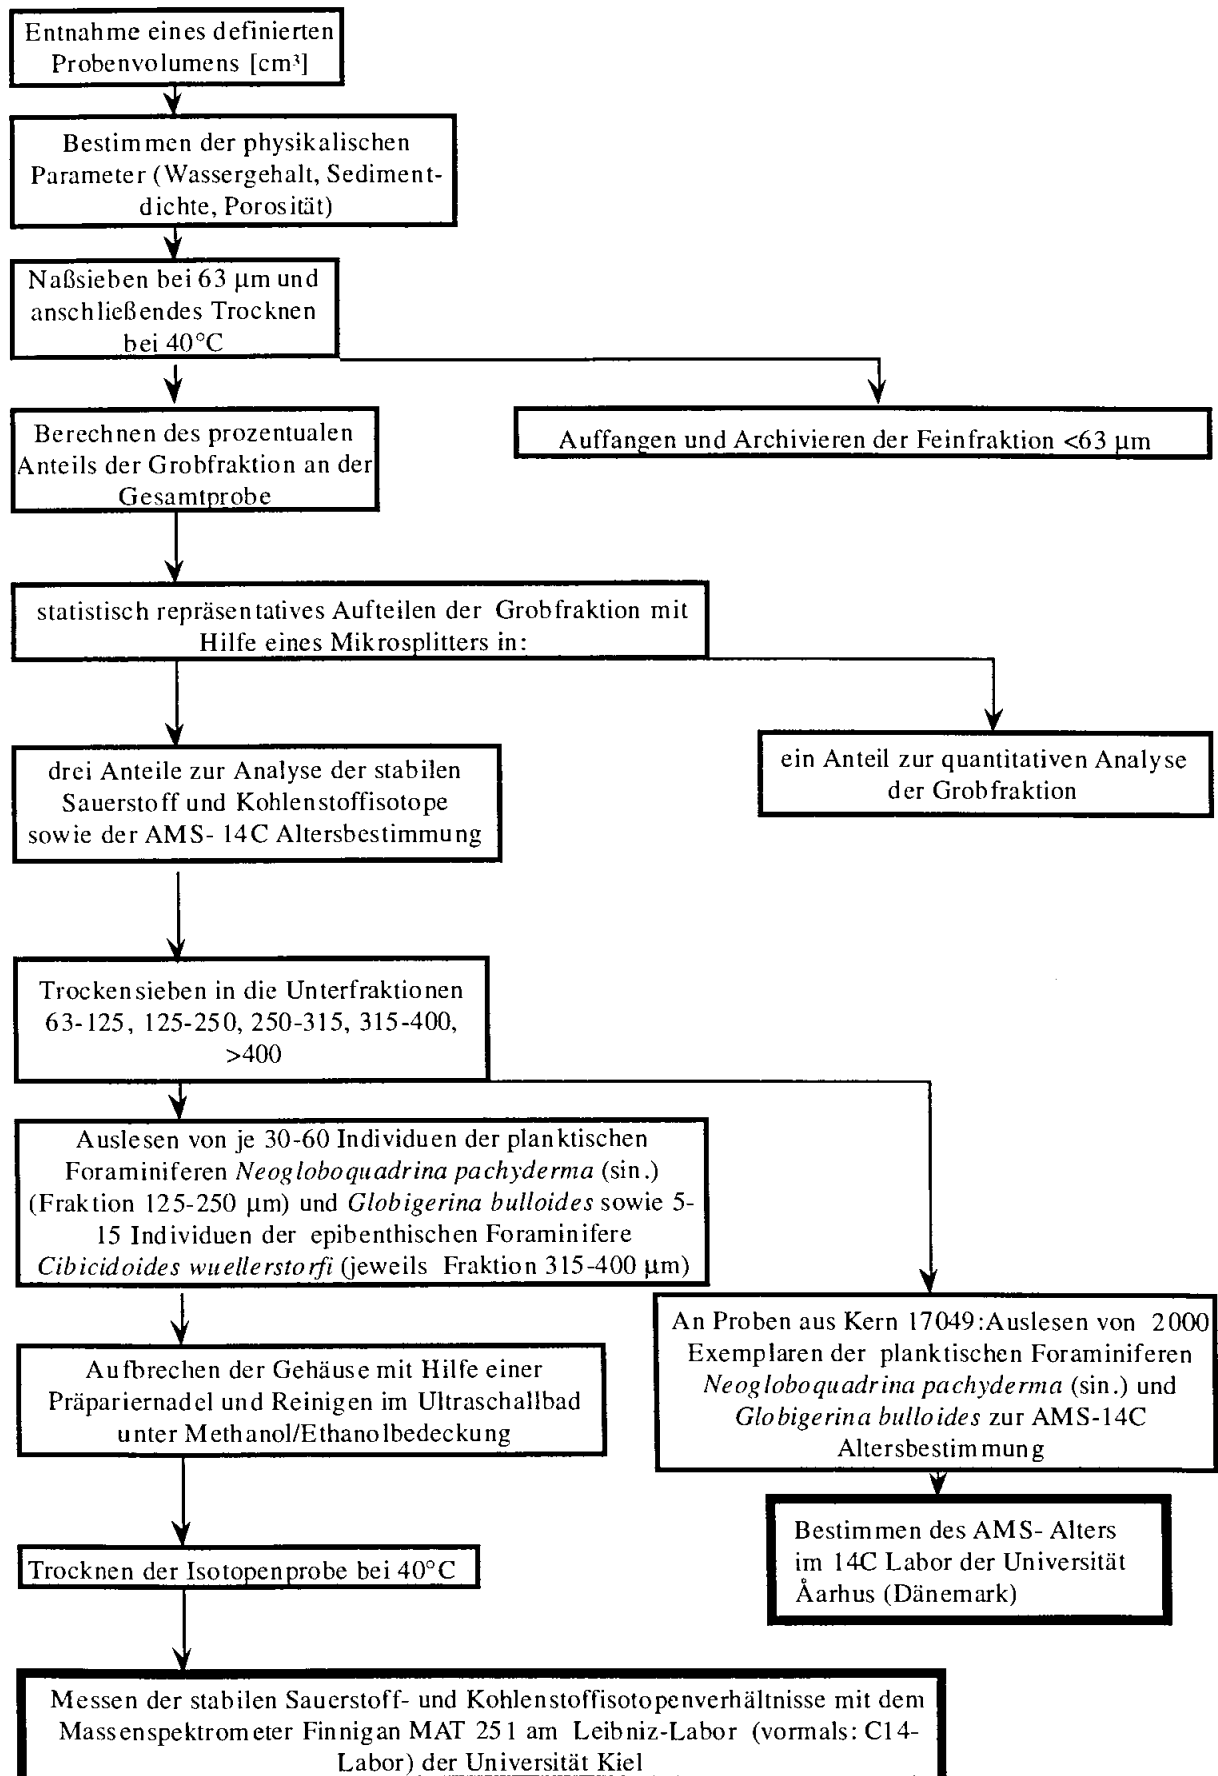 Entnahme eines definierten
Probenvolumens [cm³]
Bestimmen der physikalischen
Parameter (Wassergehalt, Sediment-
dichte, Porosität)
Naßsieben bei 63 µm und
anschließendes Trocknen
bei 40°C
Berechnen des prozentualen
Anteils der Grobfraktion an der
Gesamtprobe
Auffangen und Archivieren der Feinfraktion <63 µm
statistisch repräsentatives Aufteilen der Grobfraktion mit
Hilfe eines Mikrosplitters in:
drei Anteile zur Analyse der stabilen
Sauerstoff und Kohlenstoffisotope
sowie der AMS- 14C Altersbestimmung
ein Anteil zur quantitativen Analyse
der Grobfraktion
Trockensieben in die Unterfraktionen
63-125, 125-250, 250-315, 315-400,
>400
Auslesen von je 30-60 Individuen der planktischen
Foraminiferen Neogloboquadrina pachyderma (sin.)
(Fraktion 125-250 µm) und Globigerina bulloides sowie 5-
15 Individuen der epibenthischen Foraminifere
Cibicidoides wuellerstorfi (jeweils Fraktion 315-400 µm)
An Proben aus Kern 17049:Auslesen von 2000
Exemplaren der planktischen Foraminiferen
Neogloboquadrina pachyderma (sin.) und
Globigerina bulloides zur AMS-14C
Altersbestimmung
Aufbrechen der Gehäuse mit Hilfe einer
Präpariernadel und Reinigen im Ultraschallbad
unter Methanol/Ethanolbedeckung
Bestimmen des AMS- Alters
im 14C Labor der Universität
Åarhus (Dänemark)
Trocknen der Isotopenprobe bei 40°C
Messen der stabilen Sauerstoff- und Kohlenstoffisotopenverhältnisse mit dem
Massenspektrometer Finnigan MAT 251 am Leibniz-Labor (vormals: C14-
Labor) der Universität Kiel